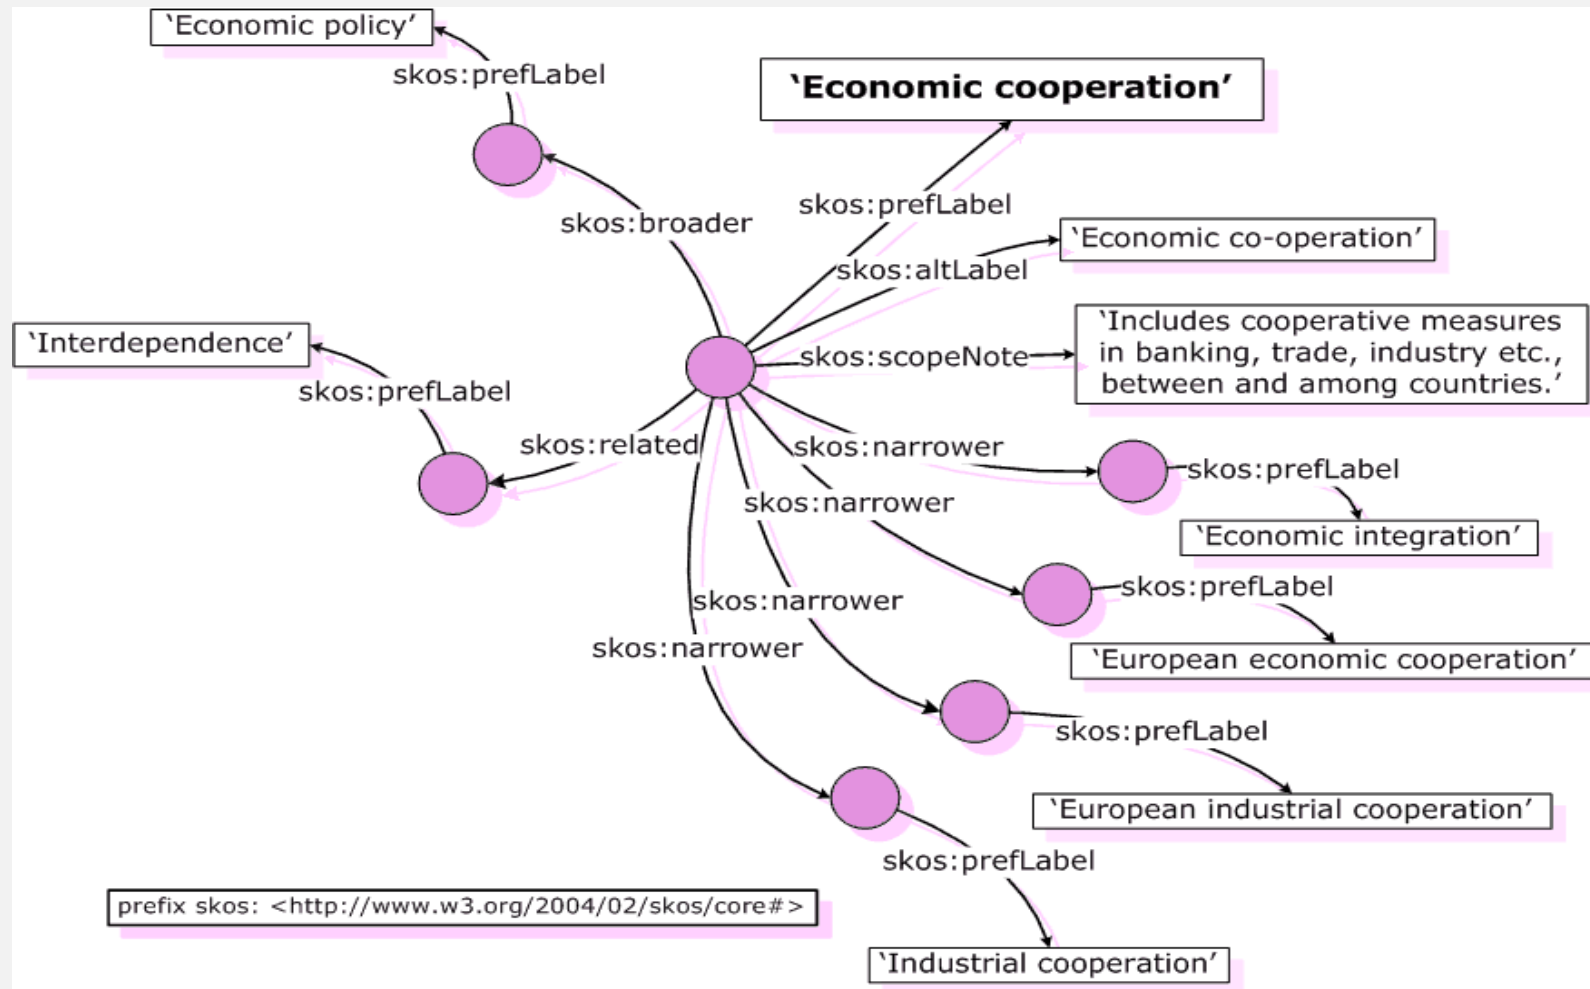 ‘Economic policy’
skos:prefLabel
‘Economic cooperation’
skos:prefLabel
skos:broader
‘Economic co-operation’
skos:altLabel
‘Interdependence’
skos:prefLabel
skos:scopeNote
‘Includes cooperative measures
in banking, trade, industry etc.,
between and among countries.’
skos:related
skos:narrower
skos:prefLabel
‘Economic integration’
skos:narrower
skos:prefLabel
‘European economic cooperation’
skos:narrower
skos:prefLabel
‘European industrial cooperation’
skos:narrower
skos:prefLabel
‘Industrial cooperation’
prefix skos: <http://www.w3.org/2004/02/skos/core#>